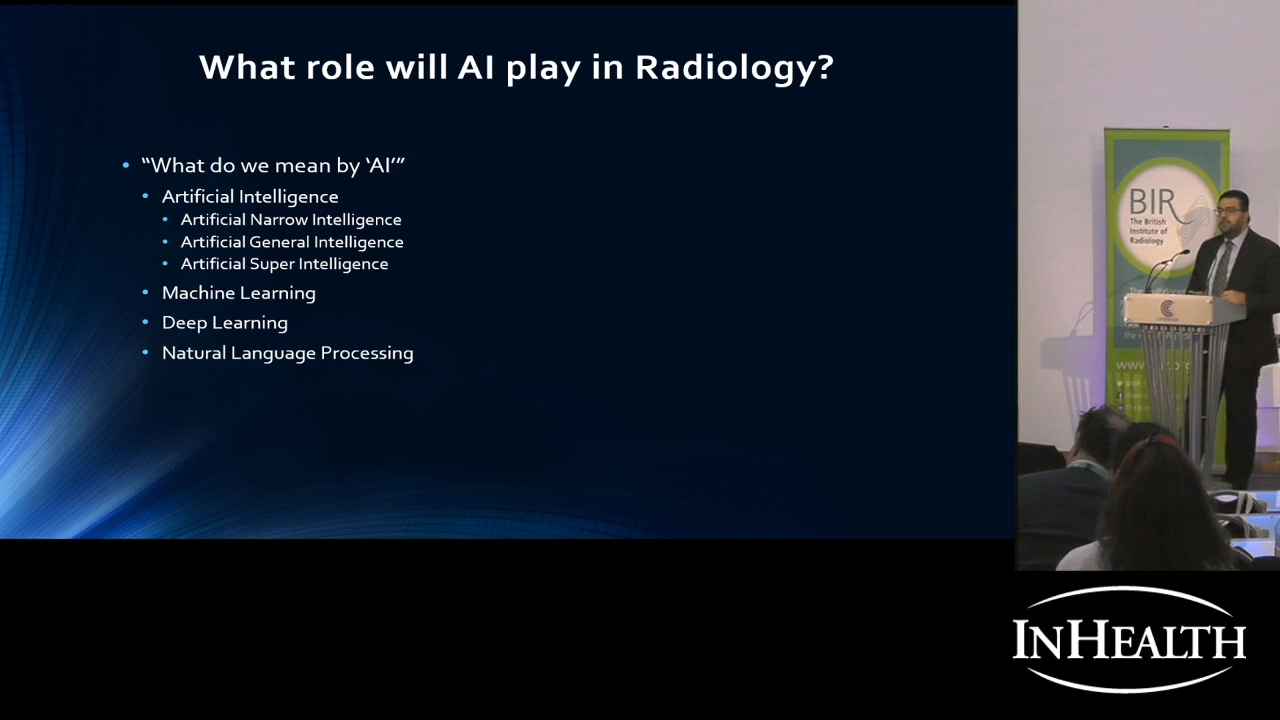 What role will AI play in Radiology?
“What do we mean by ‘AI’”
Artificial Intelligence
Artificial Narrow Intelligence
Artificial General Intelligence
Artificial Super Intelligence
Machine Learning
Deep Learning
Natural Language Processing
BIR
The British
Institute of
Radiology
INHEALTH